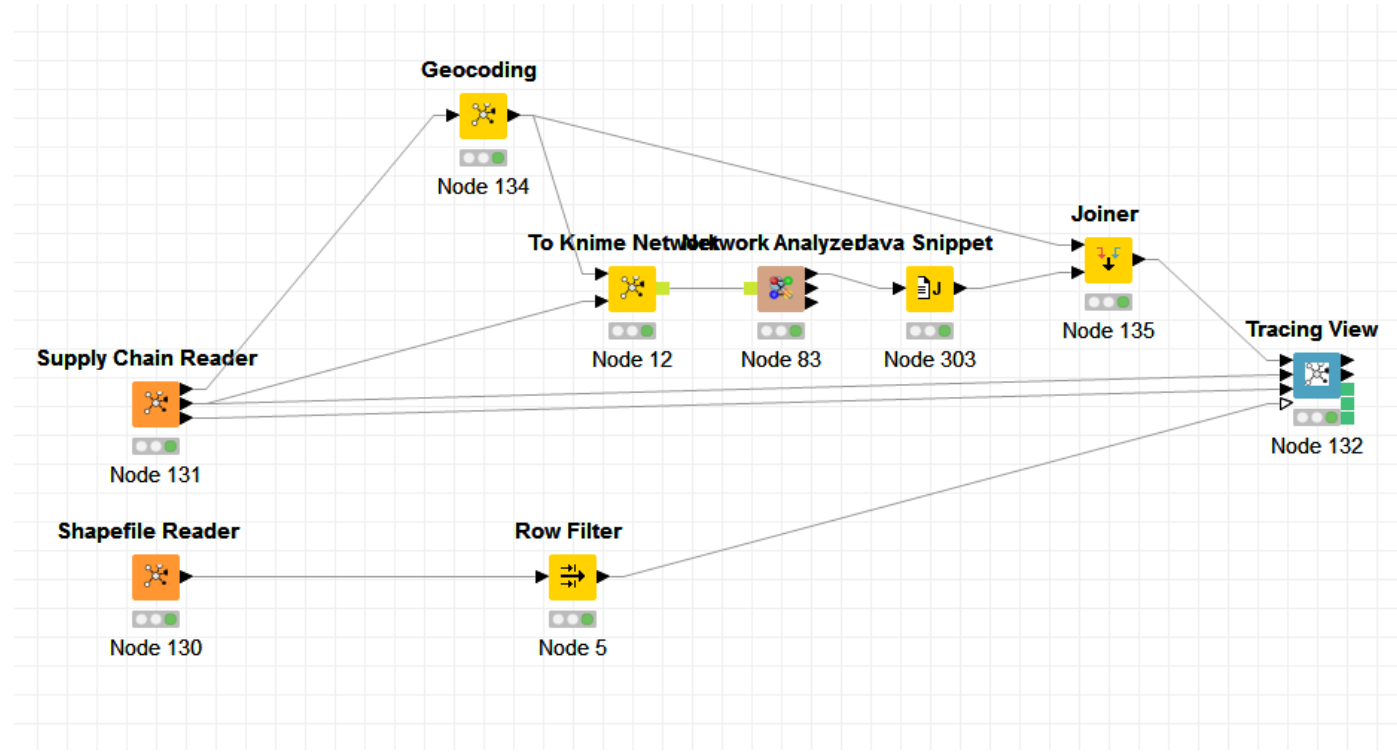 Geocoding
Node 134
Joiner
To Knime Network
Network Analyzer
Java Snippet
Node 135
Tracing View
Supply Chain Reader
Node 12
Node 83
Node 303
Node 131
Node 132
J
Shapefile Reader
Row Filter
Node 130
Node 5